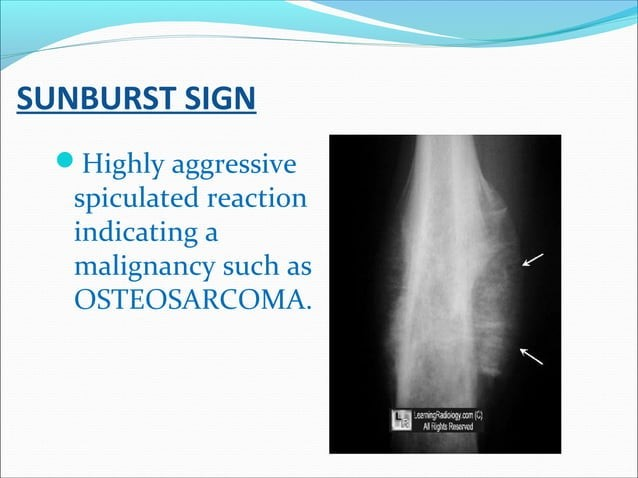 SUNBURST SIGN
Highly aggressive
spiculated reaction
indicating a
malignancy such as
OSTEOSARCOMA.
LearningRadiology.com (C)
All Rights Reserved